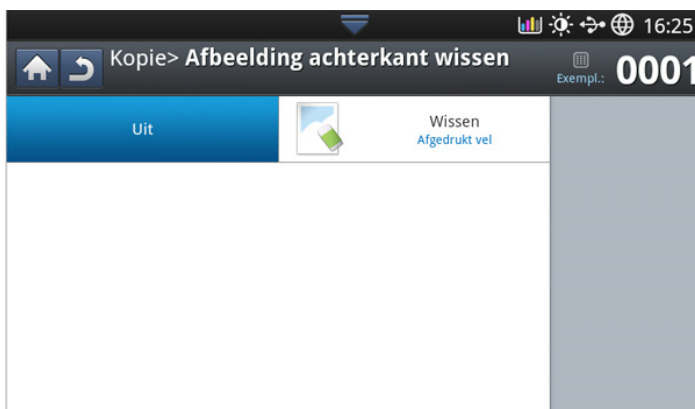 16:25
Kopie> Afbeelding achterkant wissen
Exempl.: 0001
Uit
Wissen
Afgedrukt vel